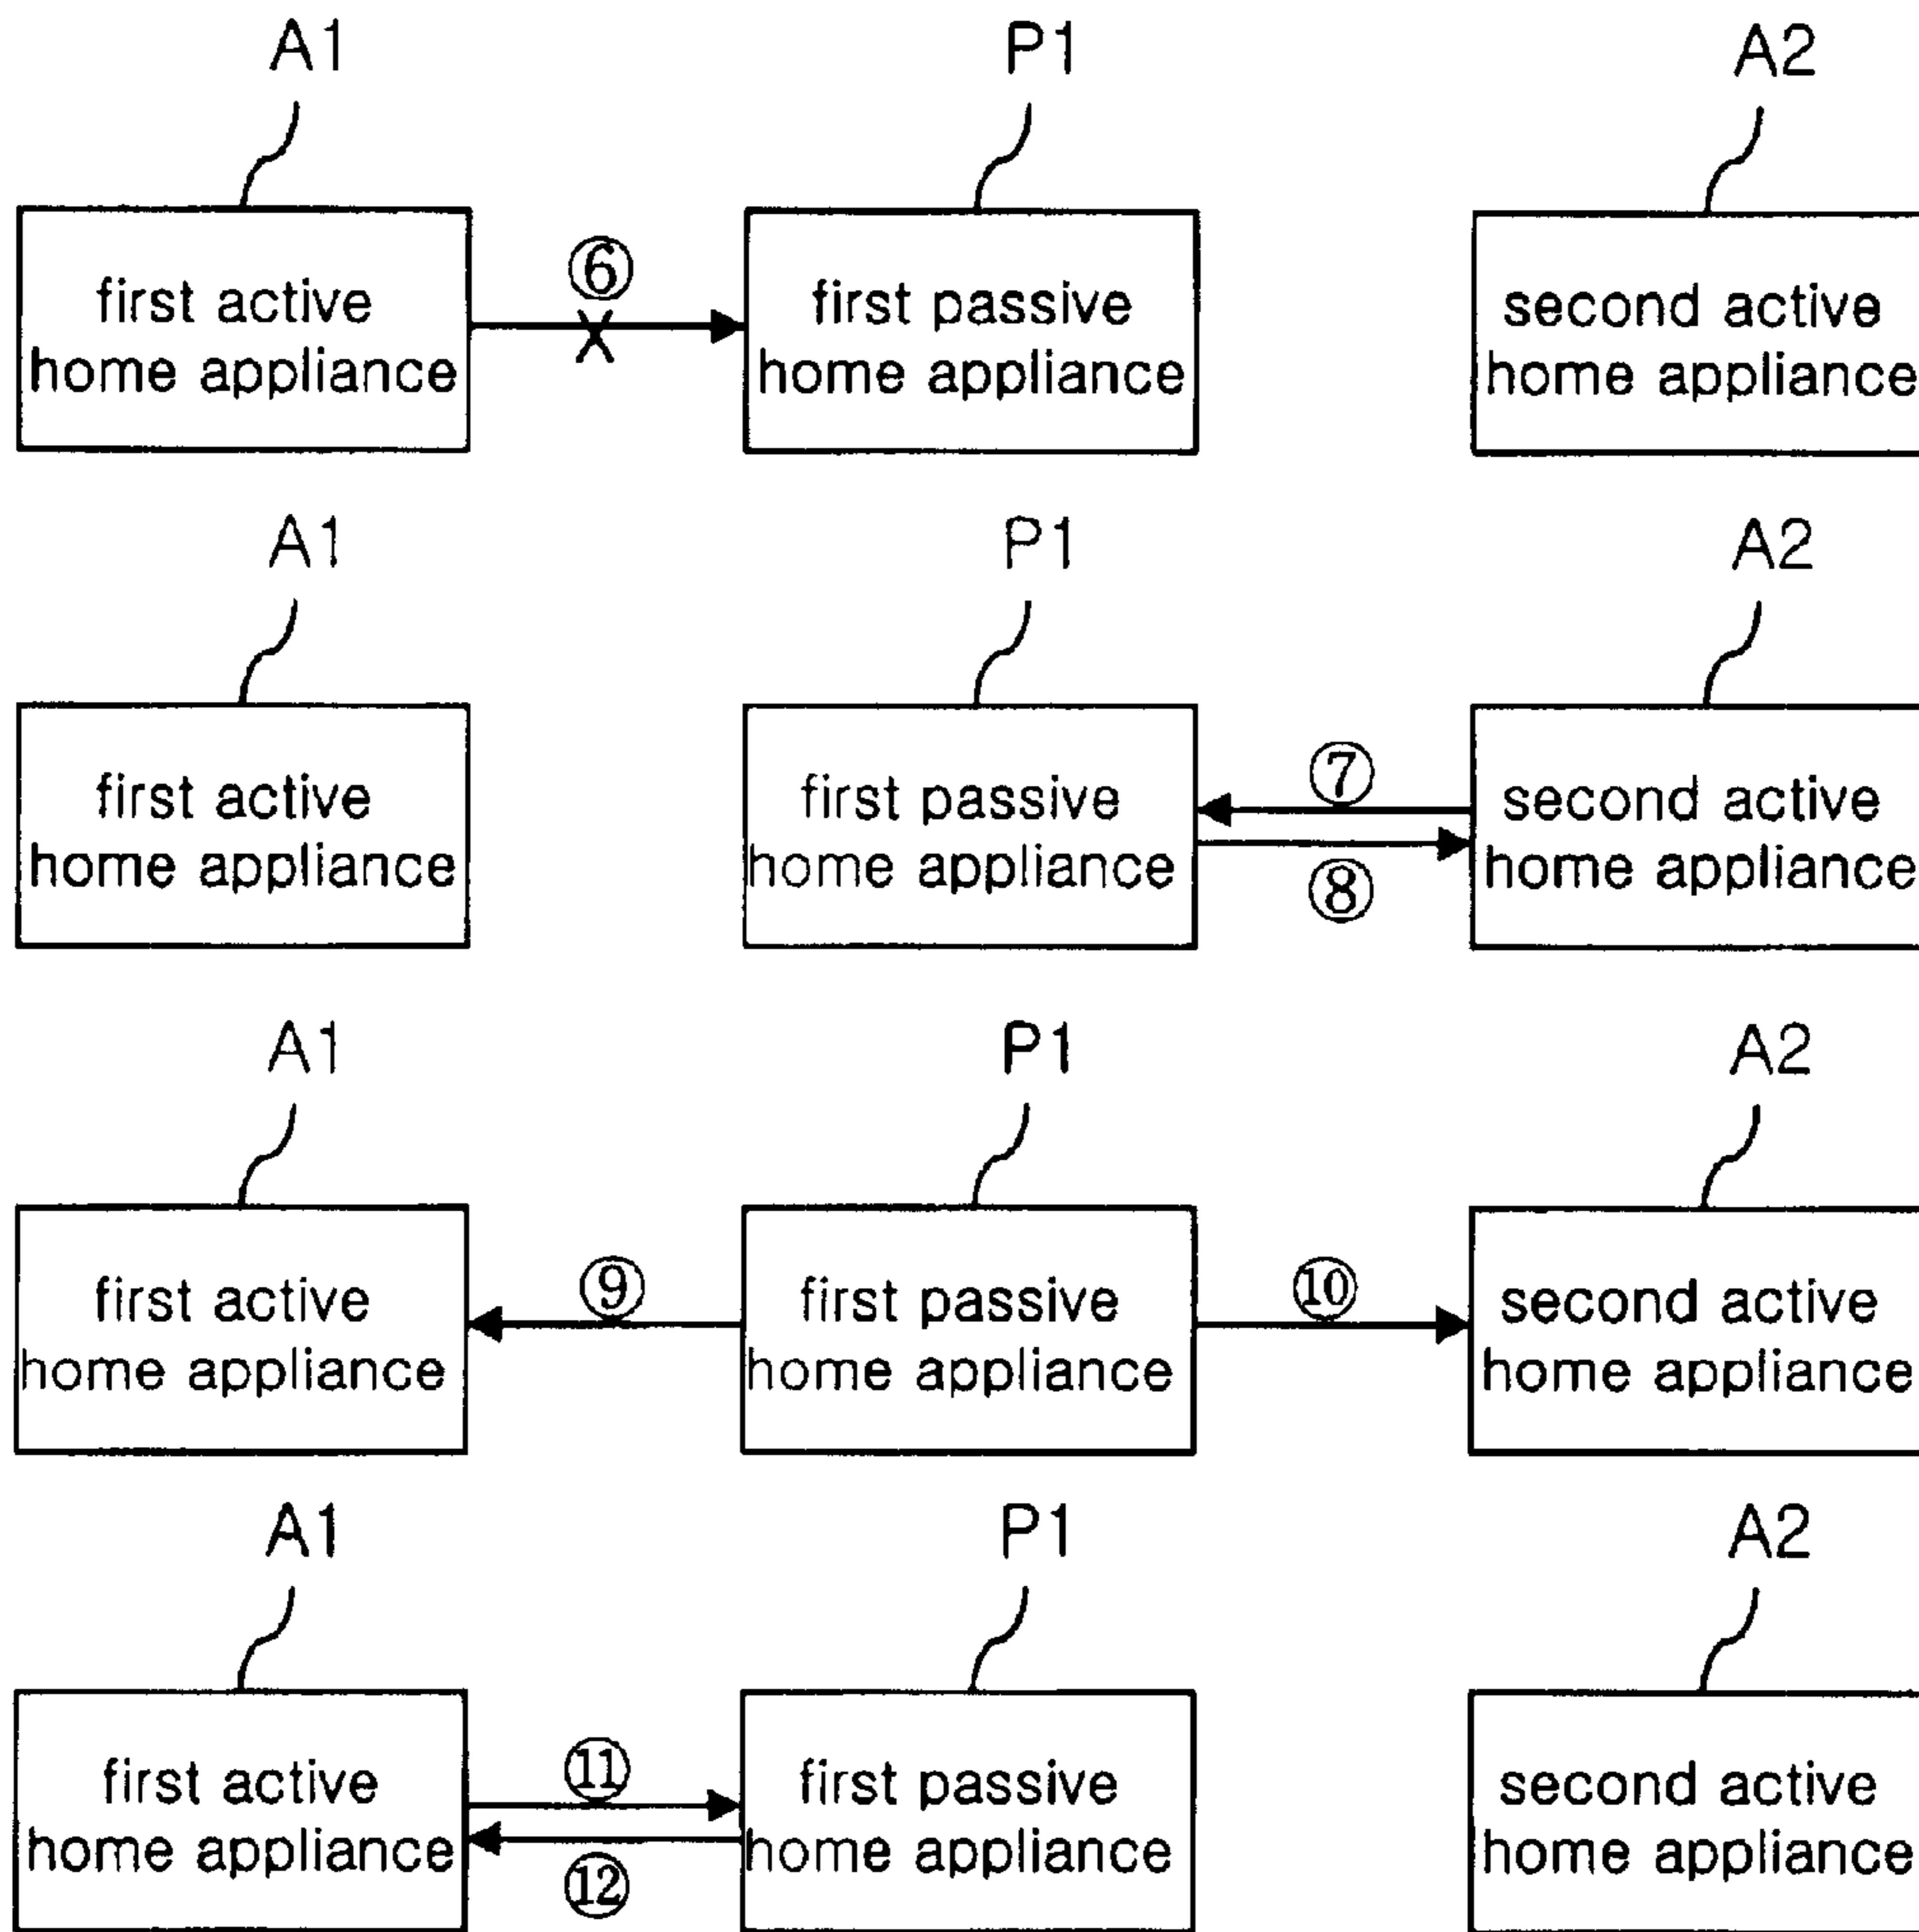 A1
P1
A2
first active
home appliance
⑥
X
first passive
home appliance
second active
home appliance
A1
P1
A2
first active
home appliance
first passive
home appliance
⑦
⑧
second active
home appliance
A1
P1
A2
first active
home appliance
⑨
first passive
home appliance
⑩
second active
home appliance
A1
P1
A2
first active
home appliance
⑪
⑫
first passive
home appliance
second active
home appliance